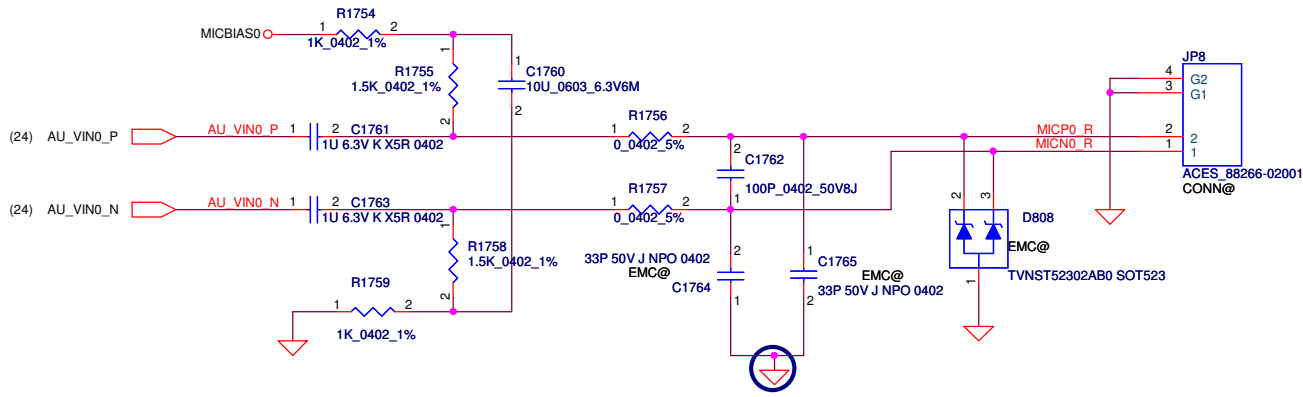 R1754
MICBIAS0
1
2
1K_0402_1%
R1755
1.5K_0402_1%
1
2
1
C1760
10U_0603_6.3V6M
2
JP8
4
G2
3
G1
(24)
AU_VIN0_P
AU_VIN0_P
1
2
C1761
1U 6.3V K X5R 0402
R1756
1
2
0_0402_5%
MICP0_R
2
2
MICN0_R
1
1
ACES_88266-02001
CONN@
2
C1762
100P_0402_50V8J
1
(24)
AU_VIN0_N
AU_VIN0_N
1
2
C1763
1U 6.3V K X5R 0402
R1757
1
2
0_0402_5%
2
3
D808
EMC@
TVNST52302AB0 SOT523
1
1
R1758
1.5K_0402_1%
2
33P 50V J NPO 0402
EMC@
2
C1764
1
1
C1765
EMC@
33P 50V J NPO 0402
2
R1759
1
2
1K_0402_1%